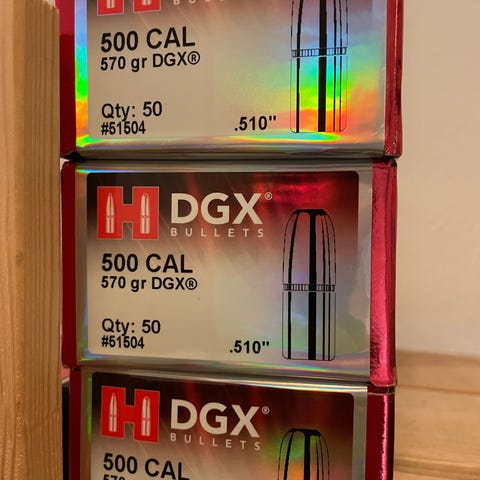 500 CAL
570 gr DGX®
Qty: 50
#51504
.510"
H DGX®
BULLETS
500 CAL
570 gr DGX®
Qty: 50
#51504
.510"
H DGX®
BULLETS
500 CAL